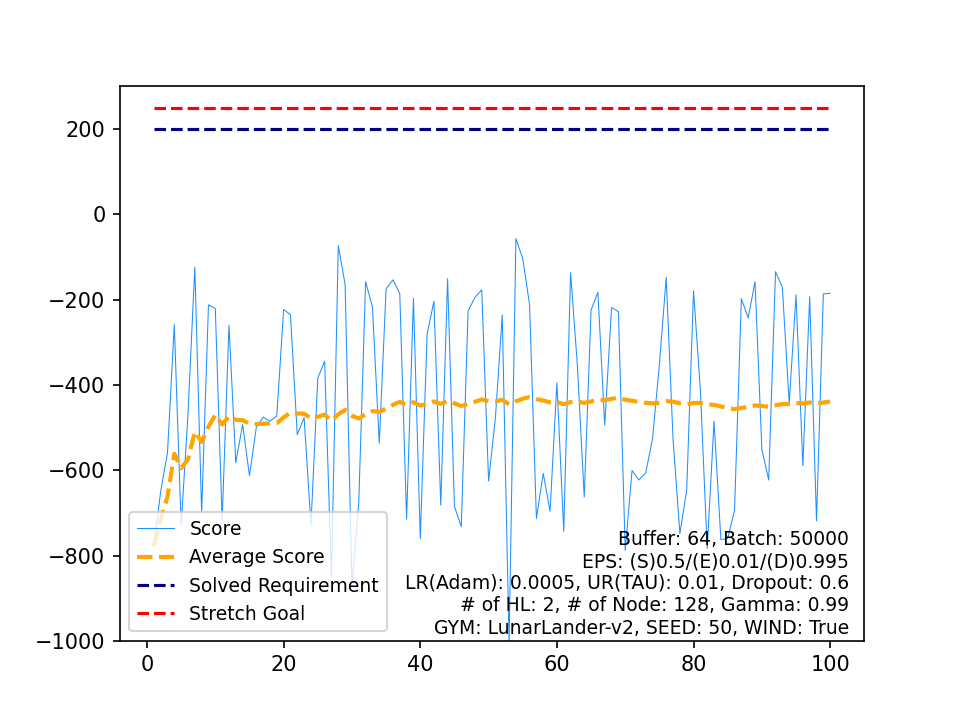 200
0
−200
−400
−600
−800
−1000
0 20 40 60 80 100
Score
Average Score
Solved Requirement
Stretch Goal
Buffer: 64, Batch: 50000
EPS: (S)0.5/(E)0.01/(D)0.995
LR(Adam): 0.0005, UR(TAU): 0.01, Dropout: 0.6
# of HL: 2, # of Node: 128, Gamma: 0.99
GYM: LunarLander-v2, SEED: 50, WIND: True